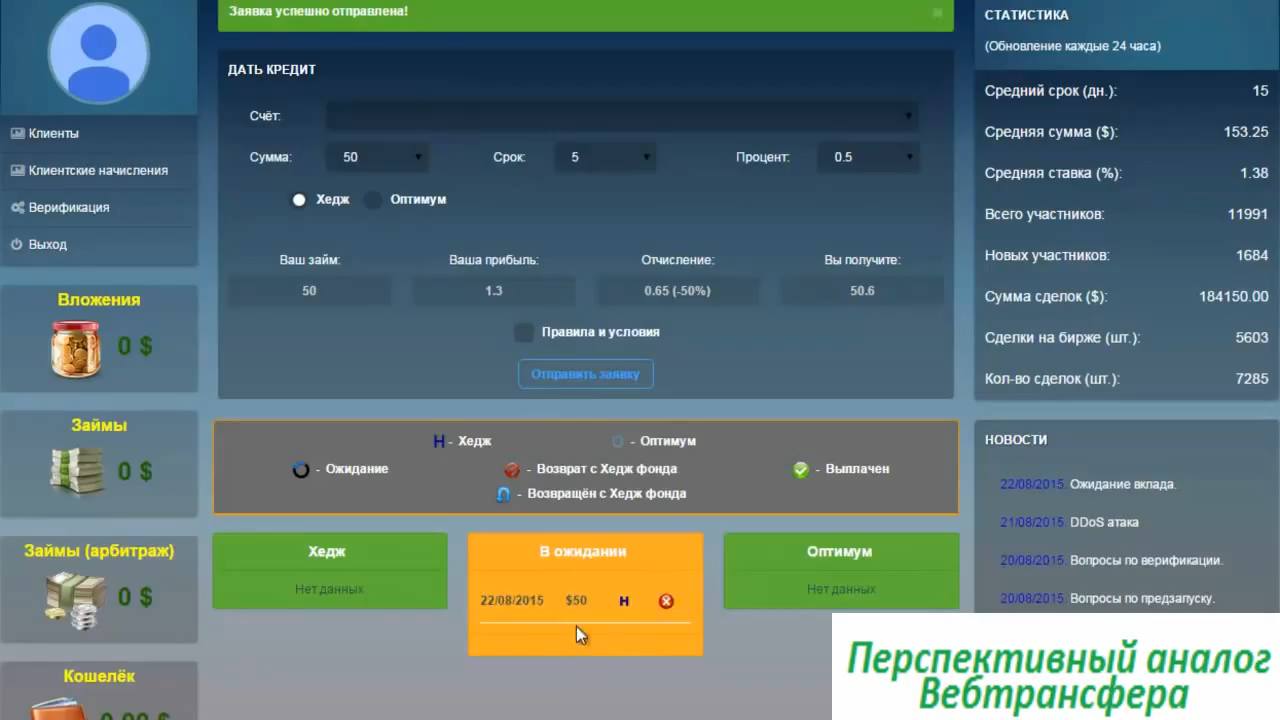 Заявка успешно отправлена!
ДАТЬ КРЕДИТ
Счёт:
Сумма: 50 Срок: 5 Процент: 0.5
Хедж Оптимум
Ваш займ: Ваша прибыль: Отчисление: Вы получите:
50 1.3 0.65 (-50%) 50.6
Правила и условия
Отправить заявку
H - Хедж - Оптимум
- Ожидание - Возврат с Хедж фонда - Выплачен
- Возвращён с Хедж фонда
Хедж
Нет данных
В ожидании
22/08/2015 $50 H
Оптимум
Нет данных
Клиенты
Клиентские начисления
Верификация
Выход
Вложения
0 $
Займы
0 $
Займы (арбитраж)
0 $
Кошелёк
0.00 $
СТАТИСТИКА
(Обновление каждые 24 часа)
Средний срок (дн.): 15
Средняя сумма ($): 153.25
Средняя ставка (%): 1.38
Всего участников: 11991
Новых участников: 1684
Сумма сделок ($): 184150.00
Сделки на бирже (шт.): 5603
Кол-во сделок (шт.): 7285
НОВОСТИ
22/08/2015 Ожидание вклада.
21/08/2015 DDoS атака
20/08/2015 Вопросы по верификации.
20/08/2015 Вопросы по предзапуску.
Перспективный аналог
Вебтрансфера